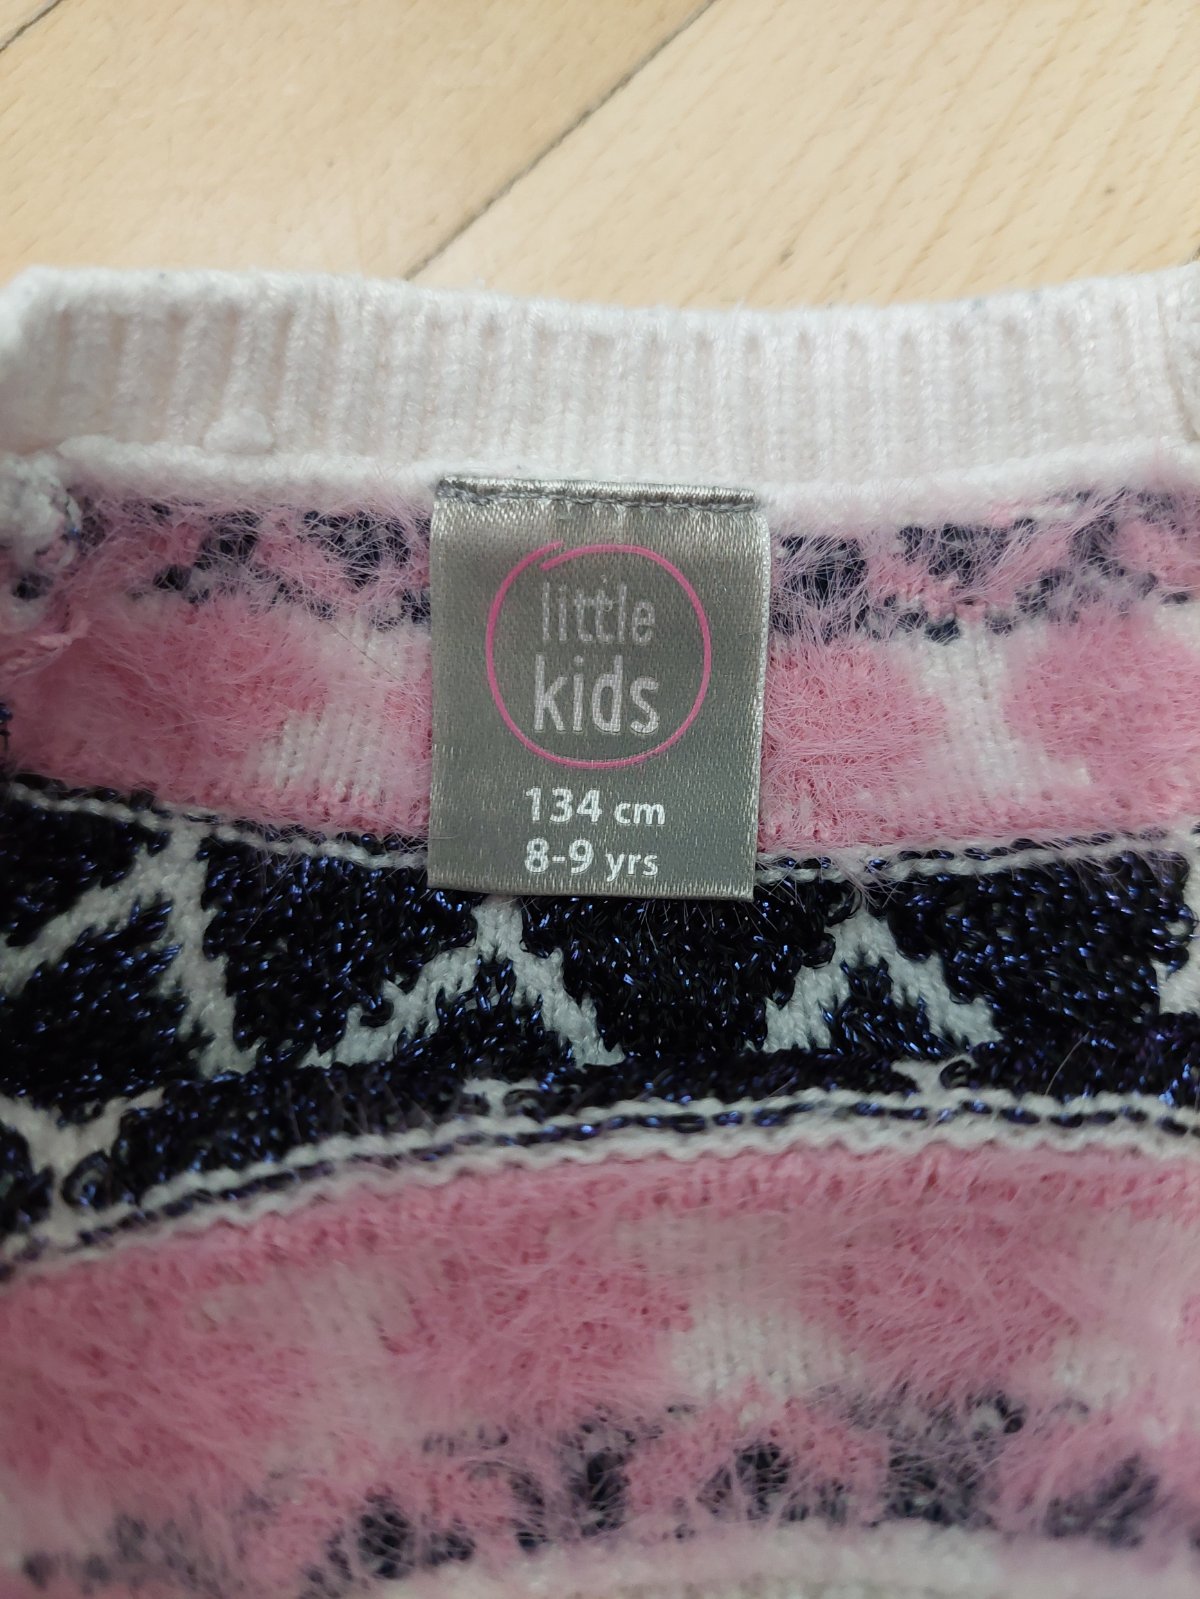 little
kids
134 cm
8-9 yrs